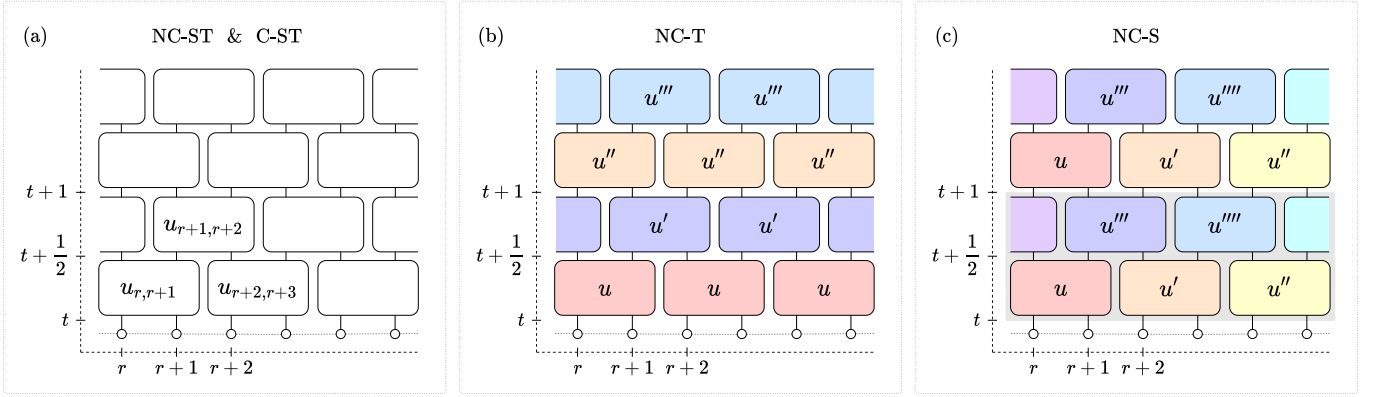 (a) NC-ST & C-ST
t + 1
u_{r+1,r+2}
t + 1/2
u_{r,r+1} u_{r+2,r+3}
t
r r + 1 r + 2
(b) NC-T
u''' u'''
u'' u'' u''
t + 1
u' u'
t + 1/2
u u u
t
r r + 1 r + 2
(c) NC-S
u''' u''''
u u' u''
t + 1
u''' u''''
t + 1/2
u u' u''
t
r r + 1 r + 2